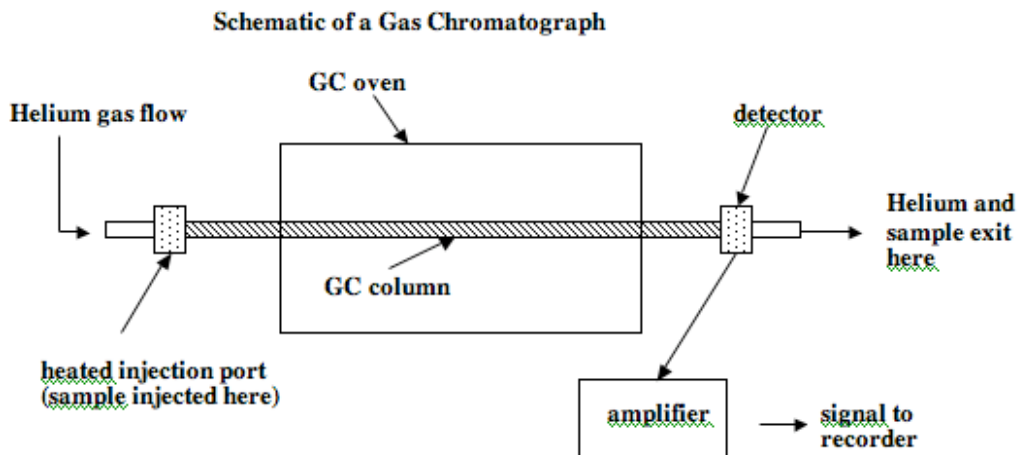 Schematic of a Gas Chromatograph
GC oven
Helium gas flow
detector
Helium and
sample exit
here
GC column
heated injection port
(sample injected here)
amplifier
signal to
recorder